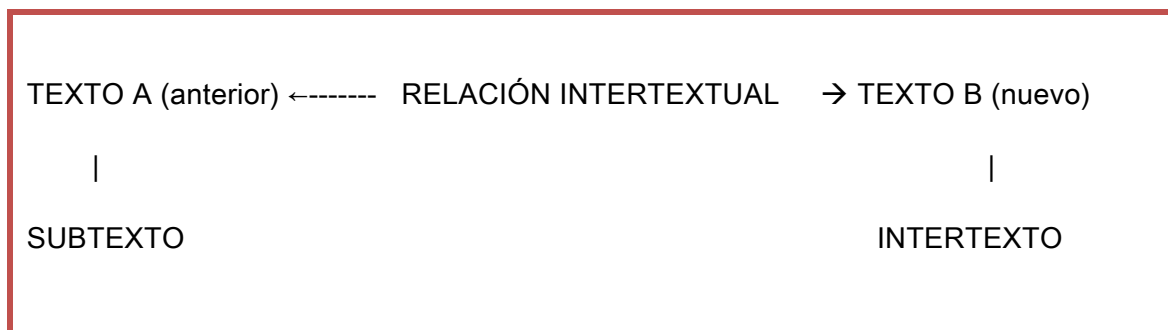 TEXTO A (anterior) ←------- RELACIÓN INTERTEXTUAL → TEXTO B (nuevo)
| |
SUBTEXTO INTERTEXTO